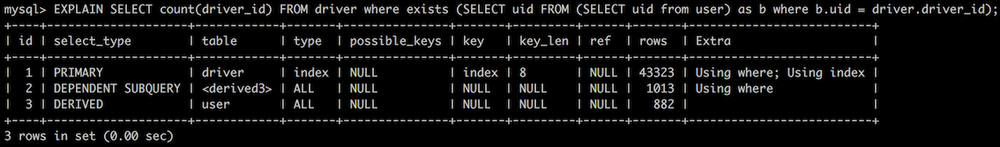 mysql> EXPLAIN SELECT count(driver_id) FROM driver where exists (SELECT uid FROM (SELECT uid from user) as b where b.uid = driver.driver_id);
+----+--------------------+------------+-------+---------------+-------+---------+------+-------+--------------------------+
| id | select_type | table | type | possible_keys | key | key_len | ref | rows | Extra |
+----+--------------------+------------+-------+---------------+-------+---------+------+-------+--------------------------+
| 1 | PRIMARY | driver | index | NULL | index | 8 | NULL | 43323 | Using where; Using index |
| 2 | DEPENDENT SUBQUERY | <derived3> | ALL | NULL | NULL | NULL | NULL | 1013 | Using where |
| 3 | DERIVED | user | ALL | NULL | NULL | NULL | NULL | 882 | |
+----+--------------------+------------+-------+---------------+-------+---------+------+-------+--------------------------+
3 rows in set (0.00 sec)